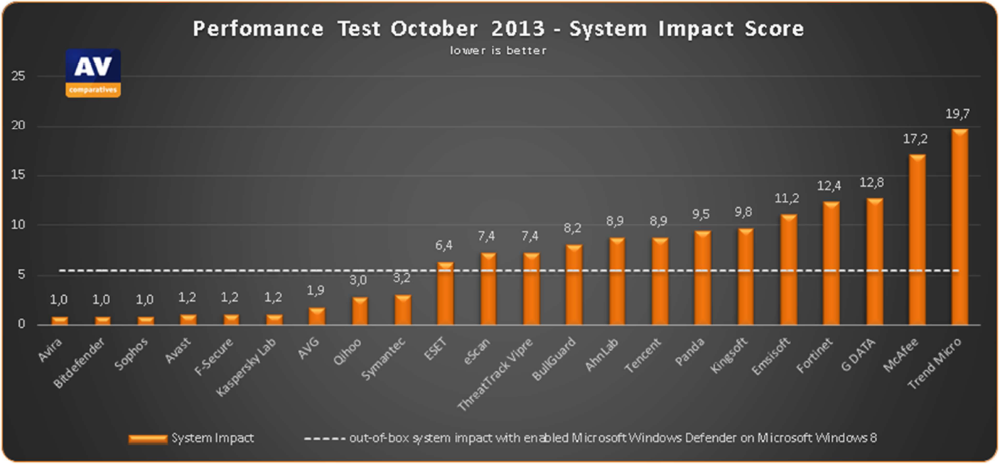 Perfomance Test October 2013 - System Impact Score
lower is better
AV
comparatives
25
20
15
10
5
0
1,0
1,0
1,0
1,2
1,2
1,2
1,9
3,0
3,2
6,4
7,4
7,4
8,2
8,9
8,9
9,5
9,8
11,2
12,4
12,8
17,2
19,7
Avira
Bitdefender
Sophos
Avast
F-Secure
Kaspersky Lab
AVG
Qihoo
Symantec
ESET
eScan
ThreatTrack Vipre
BullGuard
AhnLab
Tencent
Panda
Kingsoft
Emsisoft
Fortinet
G DATA
McAfee
Trend Micro
System Impact
out-of-box system impact with enabled Microsoft Windows Defender on Microsoft Windows 8